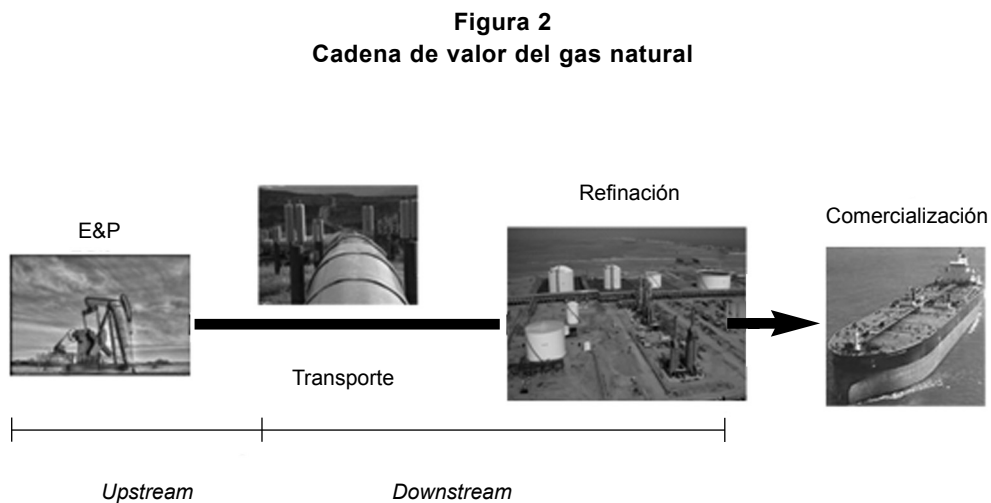 Figura 2
Cadena de valor del gas natural
E&P
Transporte
Refinación
Comercialización
Upstream
Downstream